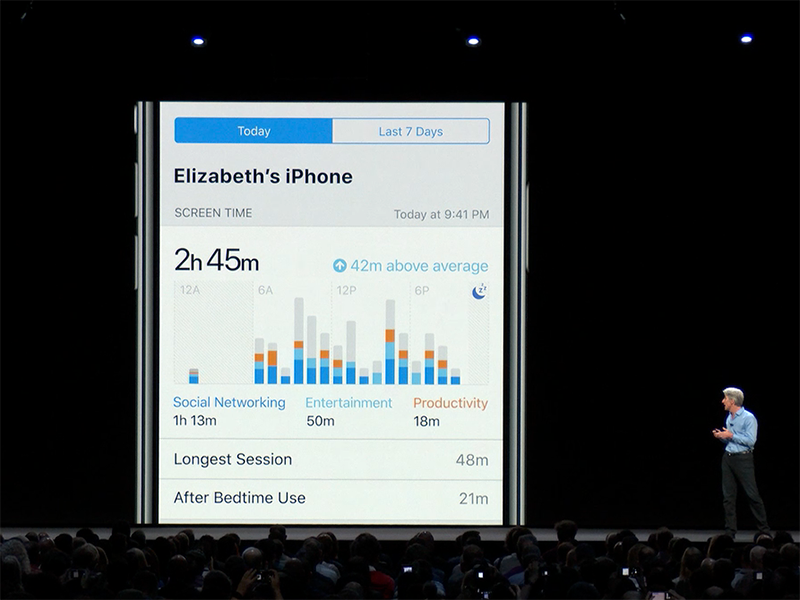 Today Last 7 Days
Elizabeth's iPhone
SCREEN TIME Today at 9:41 PM
2h 45m 42m above average
12A 6A 12P 6P
Social Networking Entertainment Productivity
1h 13m 50m 18m
Longest Session 48m
After Bedtime Use 21m